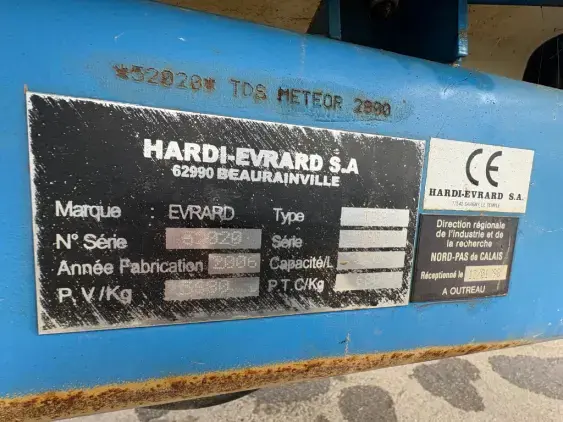 *52020* TDS METEOR 2800
HARDI-EVRARD S.A
62990 BEAURAINVILLE
Marque : EVRARD Type
N° Série 52020 Série
Année Fabrication 2006 Capacité/L
P.V/Kg P T C/Kg
CE
HARDI-EVRARD S.A.
Direction régionale
de l'Industrie et de
la recherche
NORD-PAS de CALAIS
Réceptionné le
A OUTREAU